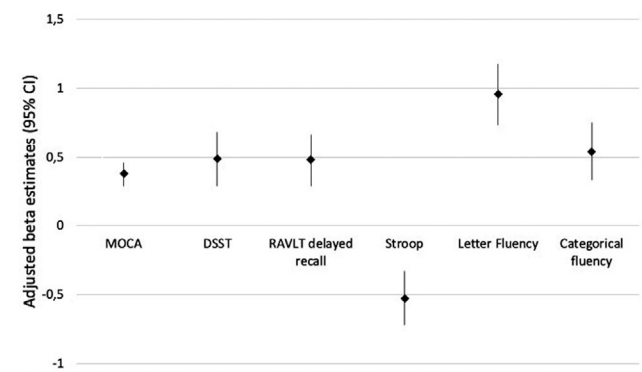 Adjusted beta estimates (95% CI)
1,5
1
0,5
0
-0,5
-1
MOCA
DSST
RAVLT delayed
recall
Stroop
Letter Fluency
Categorical
fluency